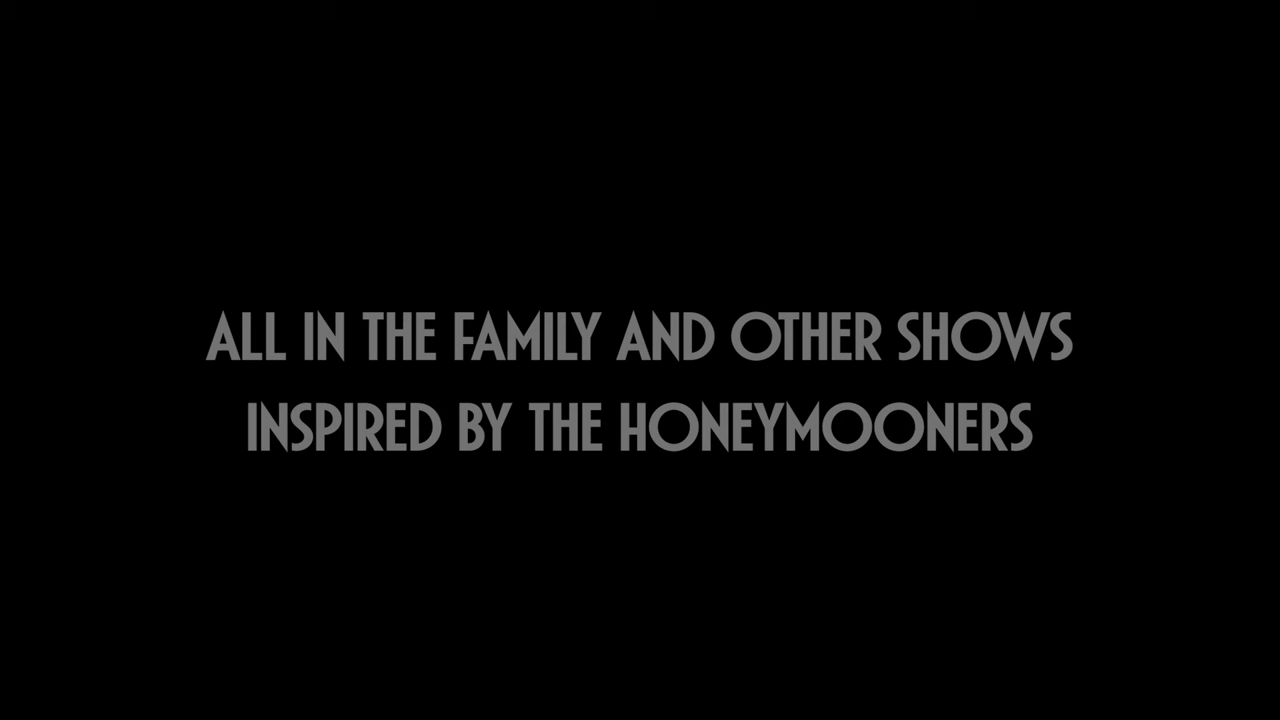 ALL IN THE FAMILY AND OTHER SHOWS
INSPIRED BY THE HONEYMOONERS